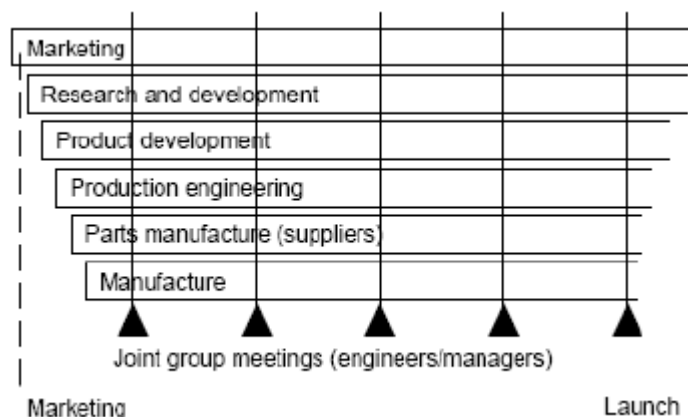 Marketing
Research and development
Product development
Production engineering
Parts manufacture (suppliers)
Manufacture
Joint group meetings (engineers/managers)
Marketing
Launch